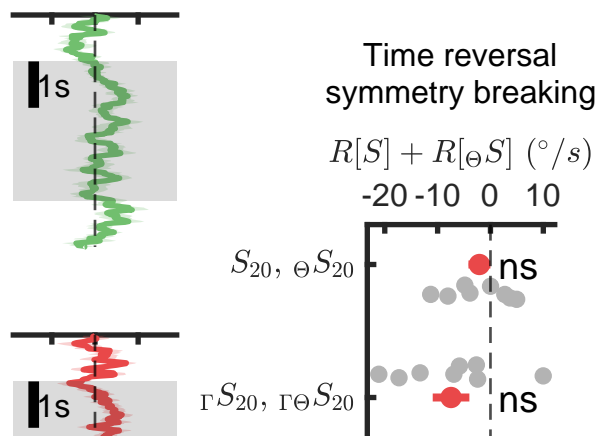 1s
Time reversal
symmetry breaking
R[S] + R[ΘS] (°/s)
-20 -10 0 10
S20, ΘS20 ns
1s
ΓS20, ΓΘS20 ns